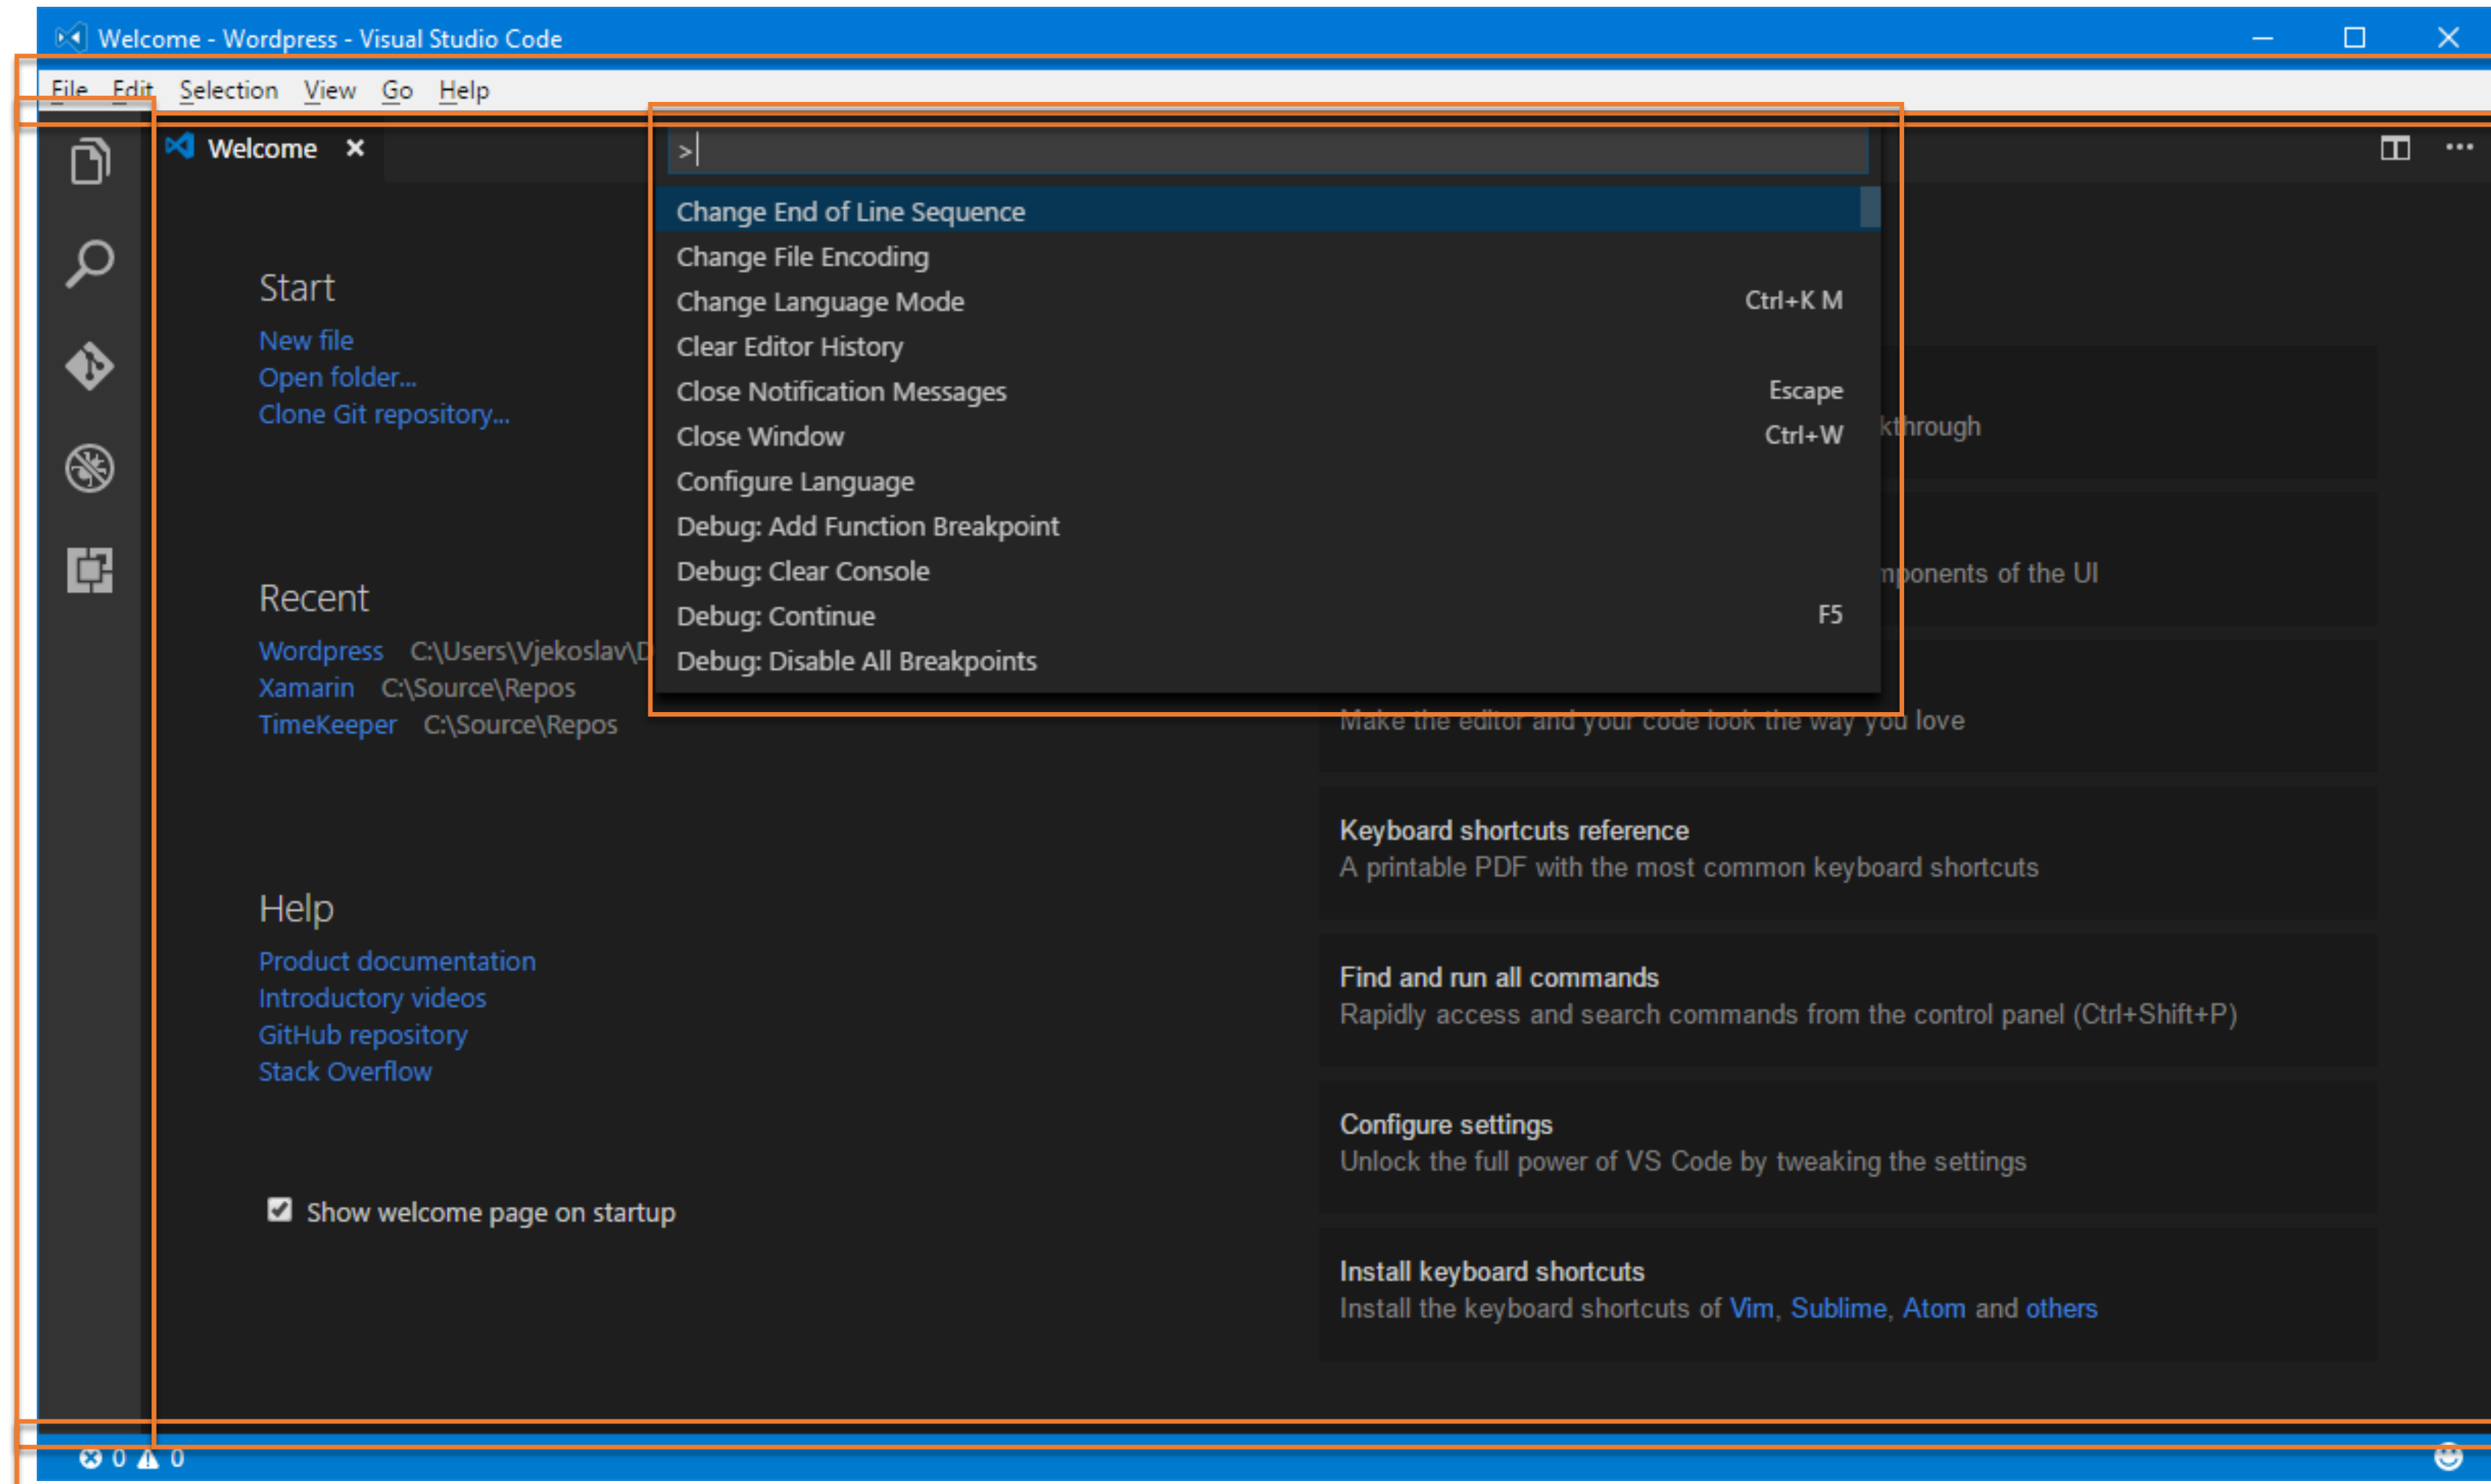 Welcome - Wordpress - Visual Studio Code
File Edit Selection View Go Help
Welcome
>
Change End of Line Sequence
Change File Encoding
Change Language Mode Ctrl+K M
Clear Editor History
Close Notification Messages Escape
Close Window Ctrl+W
Configure Language
Debug: Add Function Breakpoint
Debug: Clear Console
Debug: Continue F5
Debug: Disable All Breakpoints
Start
New file
Open folder...
Clone Git repository...
Recent
Wordpress C:\Users\Vjekoslav\D
Xamarin C:\Source\Repos
TimeKeeper C:\Source\Repos
Help
Product documentation
Introductory videos
GitHub repository
Stack Overflow
Show welcome page on startup
kthrough
mponents of the UI
Make the editor and your code look the way you love
Keyboard shortcuts reference
A printable PDF with the most common keyboard shortcuts
Find and run all commands
Rapidly access and search commands from the control panel (Ctrl+Shift+P)
Configure settings
Unlock the full power of VS Code by tweaking the settings
Install keyboard shortcuts
Install the keyboard shortcuts of Vim, Sublime, Atom and others
0 0